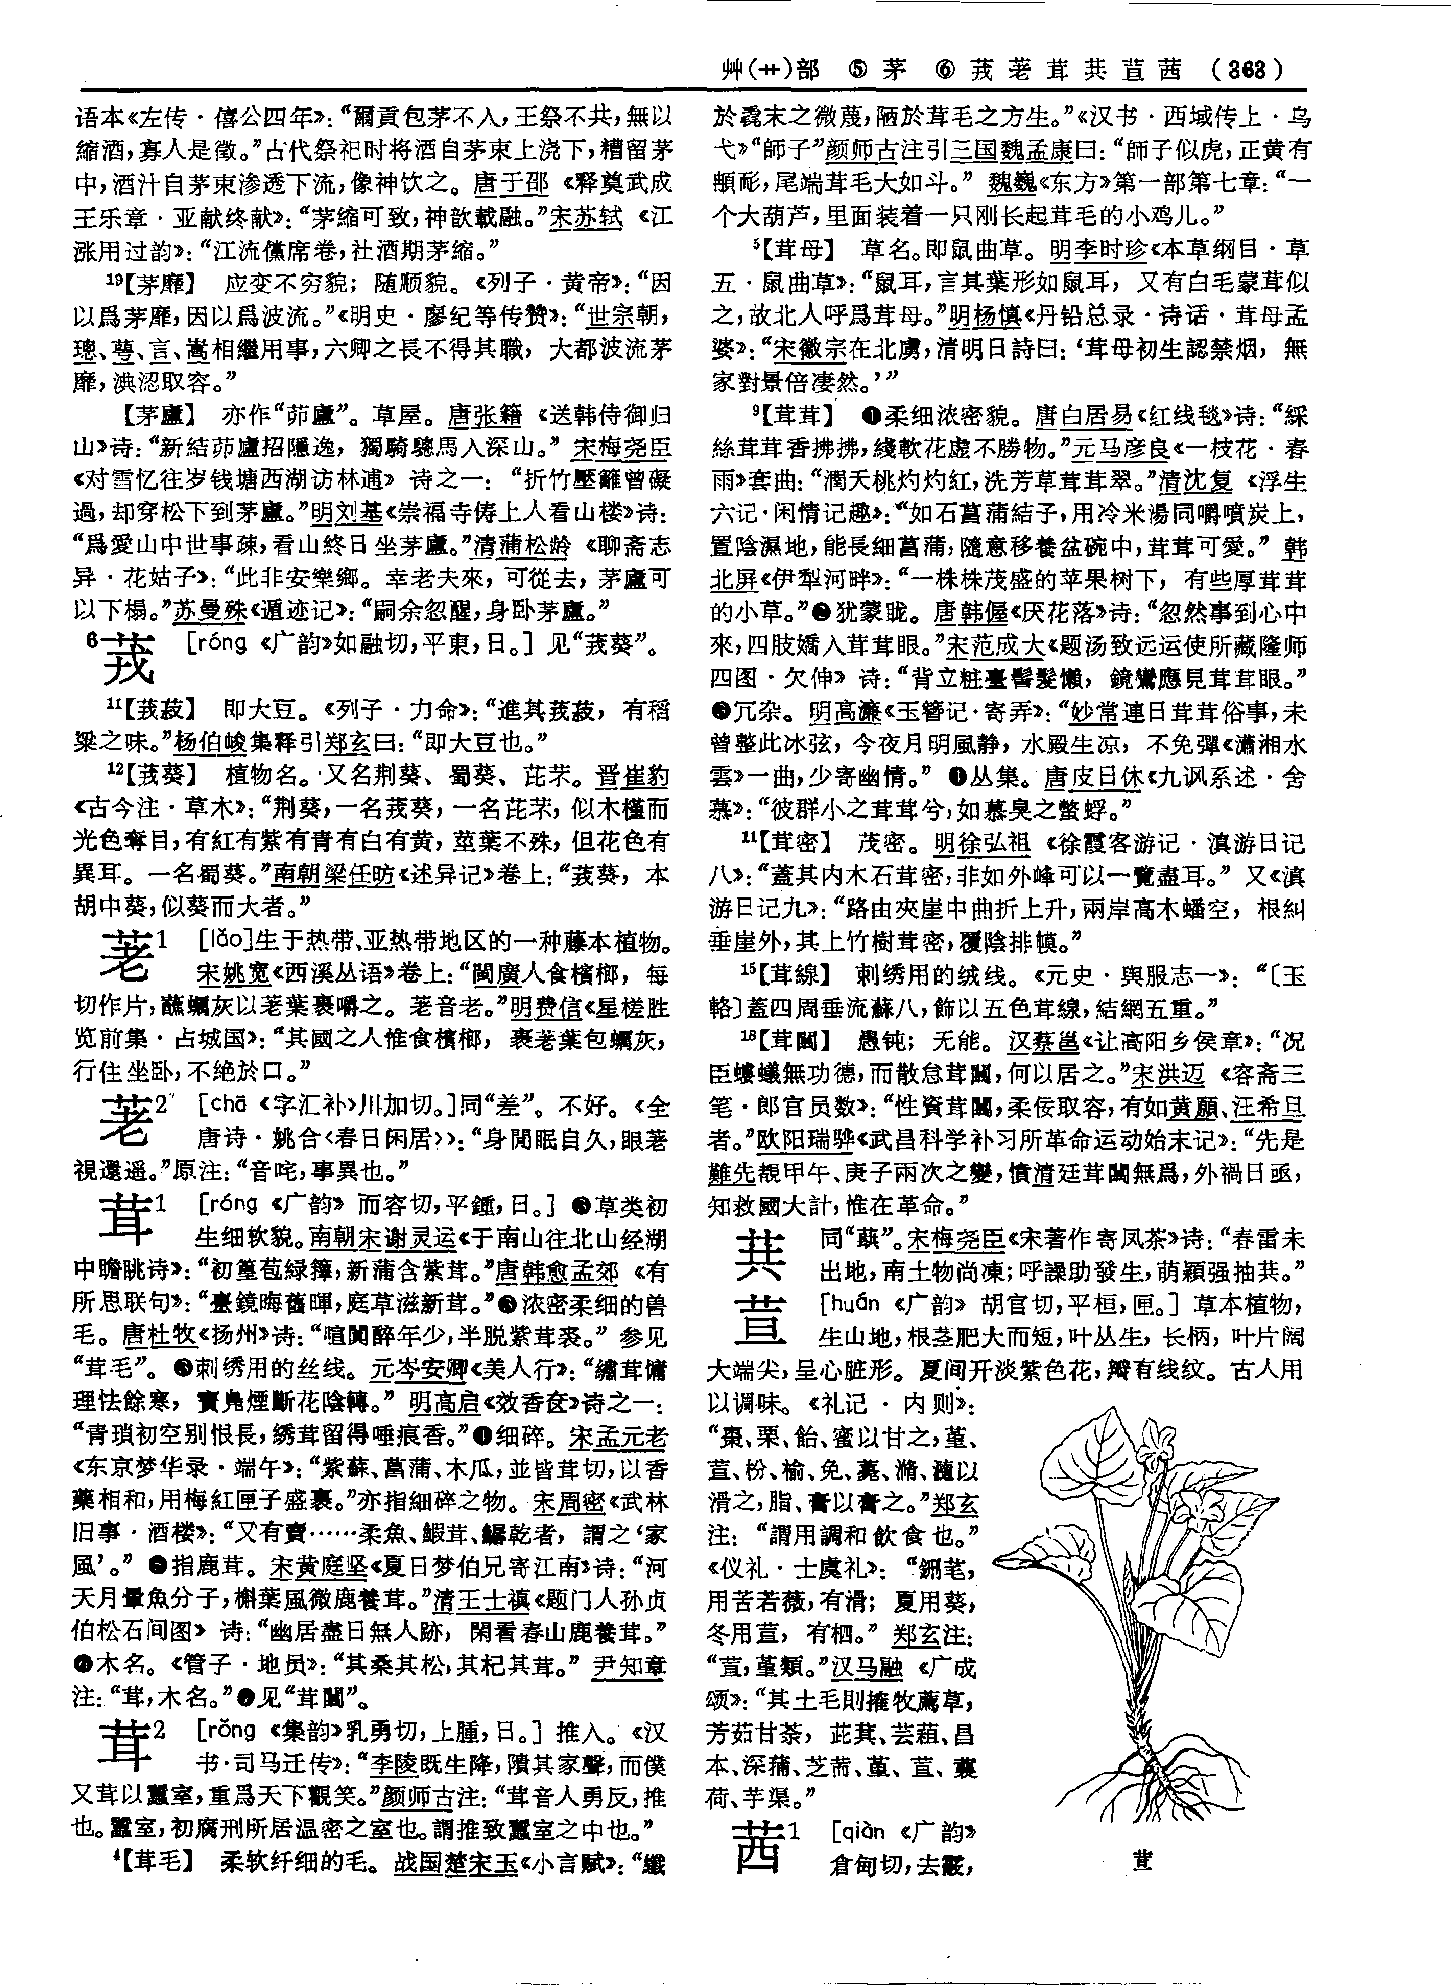 艸(艹)部 ⑤茅 ⑥茙荖茸茻荁茜 (363)
语本《左传·僖公四年》：“爾貢包茅不入，王祭不共，無以
縮酒，寡人是徵。”古代祭祀时将酒自茅束上浇下，糟留茅
中，酒汁自茅束渗透下流，像神饮之。唐于邵《释奠武成
王乐章·亚献终献》：“茅縮可致，神歆載融。”宋苏轼《江
涨用过韵》：“江流儻席卷，社酒期茅縮。”
¹⁹【茅靡】 应变不穷貌；随顺貌。《列子·黄帝》：“因
以爲茅靡，因以爲波流。”《明史·廖纪等传赞》：“世宗朝，
璁、萼、言、嵩相繼用事，六卿之長不得其職，大都波流茅
靡，淟涊取容。”
【茅廬】 亦作“茆廬”。草屋。唐张籍《送韩侍御归
山》诗：“新結茆廬招隱逸，獨騎驄馬入深山。”宋梅尧臣
《对雪忆往岁钱塘西湖访林逋》诗之一：“折竹壓籬曾礙
過，却穿松下到茅廬。”明刘基《崇福寺俦上人看山楼》诗：
“爲愛山中世事疎，看山終日坐茅廬。”清蒲松龄《聊斋志
异·花姑子》：“此非安樂鄉。幸老夫來，可從去，茅廬可
以下榻。”苏曼殊《遁迹记》：“嗣余忽醒，身卧茅廬。”
⁶茙 [róng《广韵》如融切，平東，日。]见“茙葵”。
¹¹【茙菽】 即大豆。《列子·力命》：“進其茙菽，有稻
粱之味。”杨伯峻集释引郑玄曰：“即大豆也。”
¹²【茙葵】 植物名。又名荆葵、蜀葵、芘芣。晋崔豹
《古今注·草木》：“荆葵，一名茙葵，一名芘芣，似木槿而
光色奪目，有紅有紫有青有白有黄，莖葉不殊，但花色有
異耳。一名蜀葵。”南朝梁任昉《述异记》卷上：“茙葵，本
胡中葵，似葵而大者。”
荖1 [lǎo]生于热带、亚热带地区的一种藤本植物。
宋姚宽《西溪丛语》卷上：“閩廣人食檳榔，每
切作片，蘸蠣灰以荖葉裹嚼之。荖音老。”明费信《星槎胜
览前集·占城国》：“其國之人惟食檳榔，裹荖葉包蠣灰，
行住坐卧，不绝於口。”
荖2 [chā《字汇补》川加切。]同“差”。不好。《全
唐诗·姚合〈春日闲居〉》：“身閒眠自久，眼荖
視還遥。”原注：“音咤，事異也。”
茸1 [róng《广韵》而容切，平鍾，日。]❶草类初
生细软貌。南朝宋谢灵运《于南山往北山经湖
中瞻眺诗》：“初篁苞緑籜，新蒲含紫茸。”唐韩愈孟郊《有
所思联句》：“臺鏡晦舊暉，庭草滋新茸。”❷浓密柔细的兽
毛。唐杜牧《扬州》诗：“喧闐醉年少，半脱紫茸裘。”参见
“茸毛”。❸刺绣用的丝线。元岑安卿《美人行》：“繡茸慵
理怯餘寒，寶鳧煙斷花陰轉。”明高启《效香奁》诗之一：
“青瑣初空别恨長，綉茸留得唾痕香。”❹细碎。宋孟元老
《东京梦华录·端午》：“紫蘇、菖蒲、木瓜，並皆茸切，以香
藥相和，用梅紅匣子盛裹。”亦指細碎之物。宋周密《武林
旧事·酒楼》：“又有賣……柔魚、鰕茸、鱐乾者，謂之‘家
風’。”❺指鹿茸。宋黄庭坚《夏日梦伯兄寄江南》诗：“河
天月暈魚分子，槲葉風微鹿養茸。”清王士禛《题门人孙贞
伯松石间图》诗：“幽居盡日無人跡，閑看春山鹿養茸。”
❻木名。《管子·地员》：“其桑其松，其杞其茸。”尹知章
注：“茸，木名。”❼见“茸闒”。
茸2 [rǒng《集韵》乳勇切，上腫，日。]推入。《汉
书·司马迁传》：“李陵既生降，隤其家聲，而僕
又茸以蠶室，重爲天下觀笑。”颜师古注：“茸音人勇反，推
也。蠶室，初腐刑所居温密之室也。謂推致蠶室之中也。”
⁴【茸毛】 柔软纤细的毛。战国楚宋玉《小言赋》：“纖
於毳末之微蔑，陋於茸毛之方生。”《汉书·西域传上·乌
弋》“師子”颜师古注引三国魏孟康曰：“師子似虎，正黄有
頿耏，尾端茸毛大如斗。”魏巍《东方》第一部第七章：“一
个大葫芦，里面装着一只刚长起茸毛的小鸡儿。”
⁵【茸母】 草名。即鼠曲草。明李时珍《本草纲目·草
五·鼠曲草》：“鼠耳，言其葉形如鼠耳，又有白毛蒙茸似
之，故北人呼爲茸母。”明杨慎《丹铅总录·诗话·茸母孟
婆》：“宋徽宗在北虜，清明日詩曰：‘茸母初生認禁烟，無
家對景倍凄然。’”
⁹【茸茸】 ❶柔细浓密貌。唐白居易《红线毯》诗：“綵
絲茸茸香拂拂，綫軟花虚不勝物。”元马彦良《一枝花·春
雨》套曲：“潤夭桃灼灼紅，洗芳草茸茸翠。”清沈复《浮生
六记·闲情记趣》：“如石菖蒲結子，用冷米湯同嚼噴炭上，
置陰濕地，能長細菖蒲，隨意移養盆碗中，茸茸可愛。”韩
北屏《伊犁河畔》：“一株株茂盛的苹果树下，有些厚茸茸
的小草。”❷犹蒙眬。唐韩偓《厌花落》诗：“忽然事到心中
來，四肢嬌入茸茸眼。”宋范成大《题汤致远运使所藏隆师
四图·欠伸》诗：“背立粧臺髻髮懶，鏡鸞應見茸茸眼。”
❸冗杂。明高濂《玉簪记·寄弄》：“妙常連日茸茸俗事，未
曾整此冰弦，今夜月明風静，水殿生凉，不免彈《瀟湘水
雲》一曲，少寄幽情。”❹丛集。唐皮日休《九讽系述·舍
慕》：“彼群小之茸茸兮，如慕臭之螫蜉。”
¹¹【茸密】 茂密。明徐弘祖《徐霞客游记·滇游日记
八》：“蓋其内木石茸密，非如外峰可以一覽盡耳。”又《滇
游日记九》：“路由夾崖中曲折上升，兩岸高木蟠空，根糾
垂崖外，其上竹樹茸密，覆陰排幙。”
¹⁵【茸線】 刺绣用的绒线。《元史·舆服志一》：“〔玉
輅〕蓋四周垂流蘇八，飾以五色茸線，結網五重。”
¹⁸【茸闒】 愚钝；无能。汉蔡邕《让高阳乡侯章》：“况
臣螻蟻無功德，而散怠茸闒，何以居之。”宋洪迈《容斋三
笔·郎官员数》：“性資茸闒，柔佞取容，有如黄願、汪希旦
者。”欧阳瑞骅《武昌科学补习所革命运动始末记》：“先是
難先覩甲午、庚子兩次之變，憤清廷茸闒無爲，外禍日亟，
知救國大計，惟在革命。”
同“蕻”。宋梅尧臣《宋著作寄凤茶》诗：“春雷未
出地，南土物尚凍；呼譟助發生，萌穎强抽茻。”
荁 [huán《广韵》胡官切，平桓，匣。]草本植物，
生山地，根茎肥大而短，叶丛生，长柄，叶片阔
大端尖，呈心脏形。夏间开淡紫色花，瓣有线纹。古人用
以调味。《礼记·内则》：
“棗、栗、飴、蜜以甘之，堇、
荁、枌、榆、免、薧、滫、瀡以
滑之，脂、膏以膏之。”郑玄
注：“謂用調和飲食也。”
《仪礼·士虞礼》：“鉶芼，
用苦若薇，有滑；夏用葵，
冬用荁，有柶。”郑玄注：
“荁，堇類。”汉马融《广成
颂》：“其土毛則搉牧薦草，
芳茹甘荼，茈萁、芸蒩、昌
本、深蒱、芝荋、堇、荁、蘘
荷、芋渠。”
茜1 [qiàn《广韵》
倉甸切，去霰，
荁